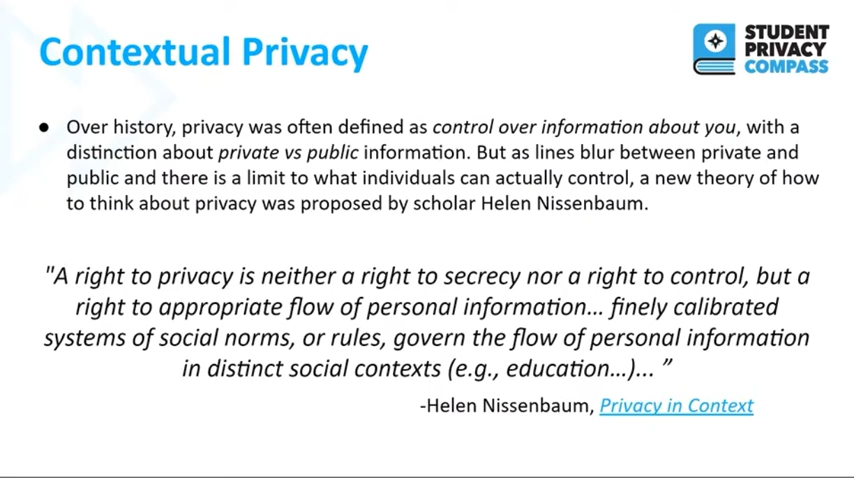 Contextual Privacy
STUDENT
PRIVACY
COMPASS
● Over history, privacy was often defined as control over information about you, with a
distinction about private vs public information. But as lines blur between private and
public and there is a limit to what individuals can actually control, a new theory of how
to think about privacy was proposed by scholar Helen Nissenbaum.
"A right to privacy is neither a right to secrecy nor a right to control, but a
right to appropriate flow of personal information... finely calibrated
systems of social norms, or rules, govern the flow of personal information
in distinct social contexts (e.g., education...)... ”
-Helen Nissenbaum, Privacy in Context